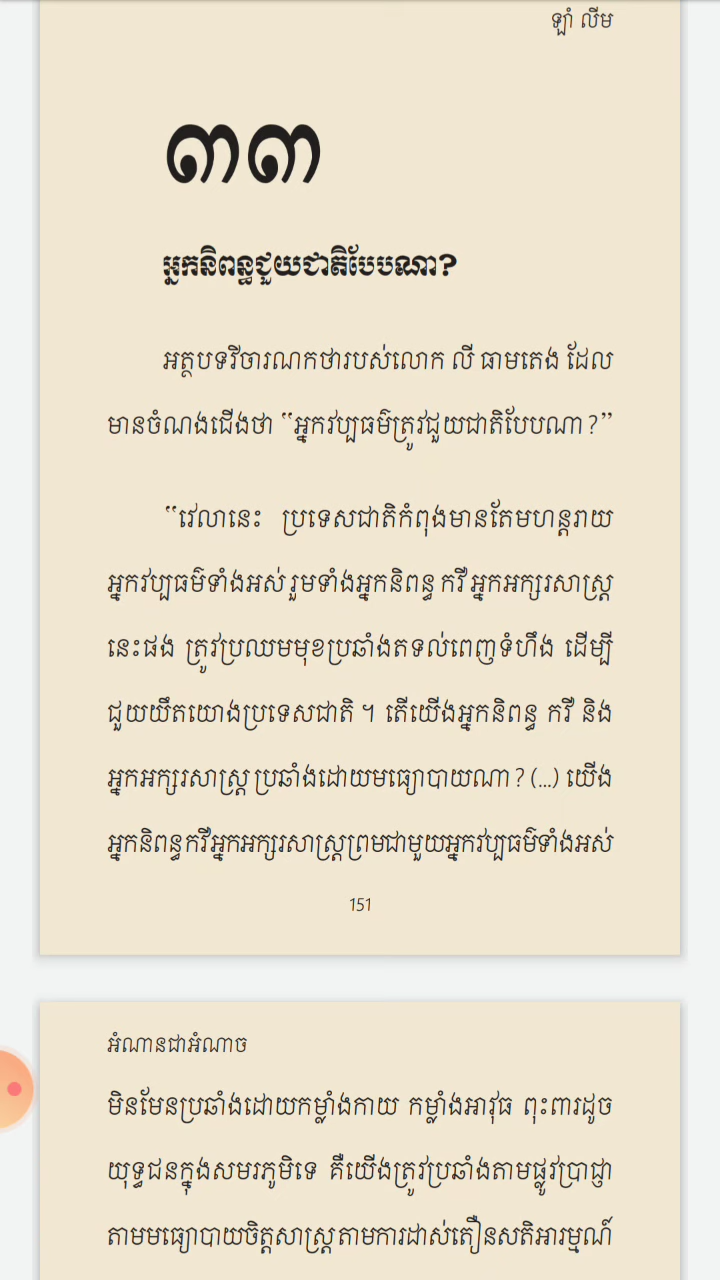 ឡាំ លីម
៣៣
អ្នកនិពន្ធជួយជាតិបែបណា?
អត្ថបទវិចារណកថារបស់លោក លី ធាមតេង ដែល
មានចំណងជើងថា “អ្នកវប្បធម៌ត្រូវជួយជាតិបែបណា?”
“វេលានេះ ប្រទេសជាតិកំពុងមានតែមហន្តរាយ
អ្នកវប្បធម៌ទាំងអស់ រួមទាំងអ្នកនិពន្ធ កវី អ្នកអក្សរសាស្ត្រ
នេះផង ត្រូវប្រឈមមុខប្រឆាំងតទល់ពេញទំហឹង ដើម្បី
ជួយយឹតយោងប្រទេសជាតិ ។ តើយើងអ្នកនិពន្ធ កវី និង
អ្នកអក្សរសាស្ត្រ ប្រឆាំងដោយមធ្យោបាយណា? (...) យើង
អ្នកនិពន្ធកវីអ្នកអក្សរសាស្ត្រព្រមជាមួយអ្នកវប្បធម៌ទាំងអស់
151
អំណានជាអំណាច
មិនមែនប្រឆាំងដោយកម្លាំងកាយ កម្លាំងអាវុធ ពុះពារដូច
យុទ្ធជនក្នុងសមរភូមិទេ គឺយើងត្រូវប្រឆាំងតាមផ្លូវប្រាជ្ញា
តាមមធ្យោបាយចិត្តសាស្ត្រ តាមការដាស់តឿនសតិអារម្មណ៍